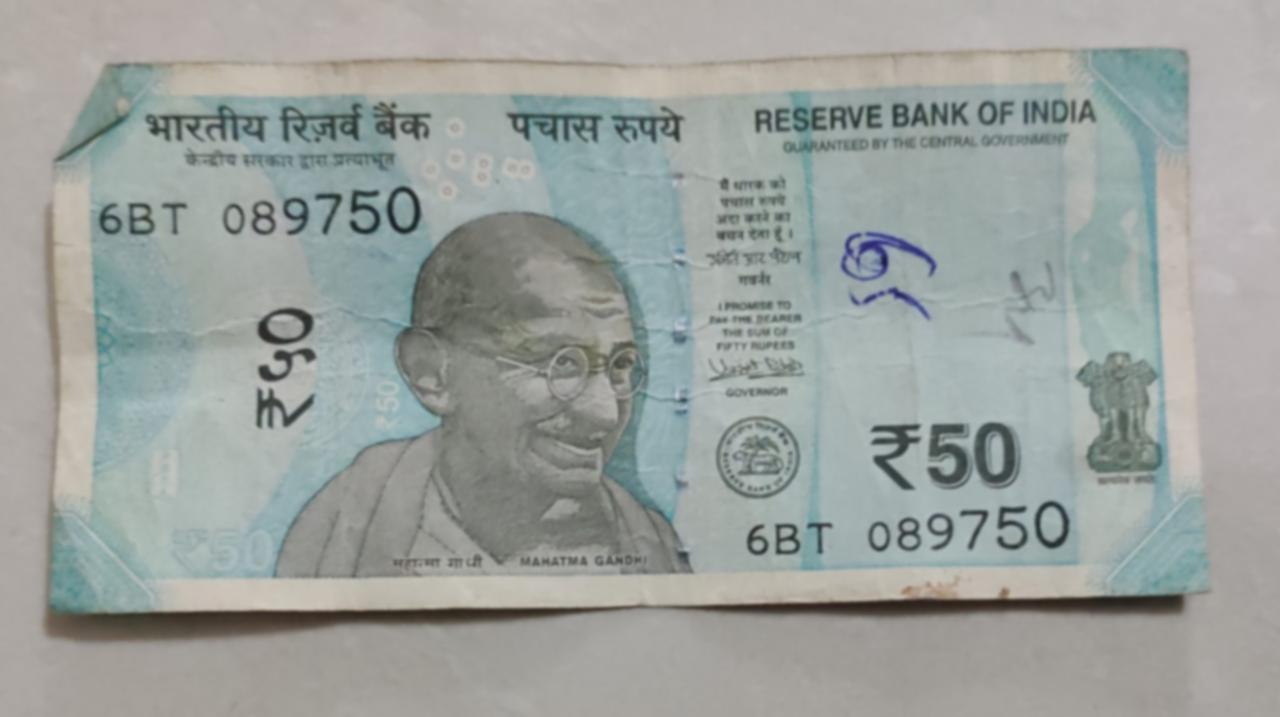 भारतीय रिज़र्व बैंक
केन्द्रीय सरकार द्वारा प्रत्याभूत
पचास रुपये
RESERVE BANK OF INDIA
GUARANTEED BY THE CENTRAL GOVERNMENT
6BT 089750
₹५०
₹50
₹50
मैं धारक को
पचास रुपये
अदा करने का
वचन देता हूँ।
गवर्नर
I PROMISE TO
PAY THE BEARER
THE SUM OF
FIFTY RUPEES
GOVERNOR
₹50
6BT 089750
सत्यमेव जयते
महात्मा गांधी
MAHATMA GANDHI